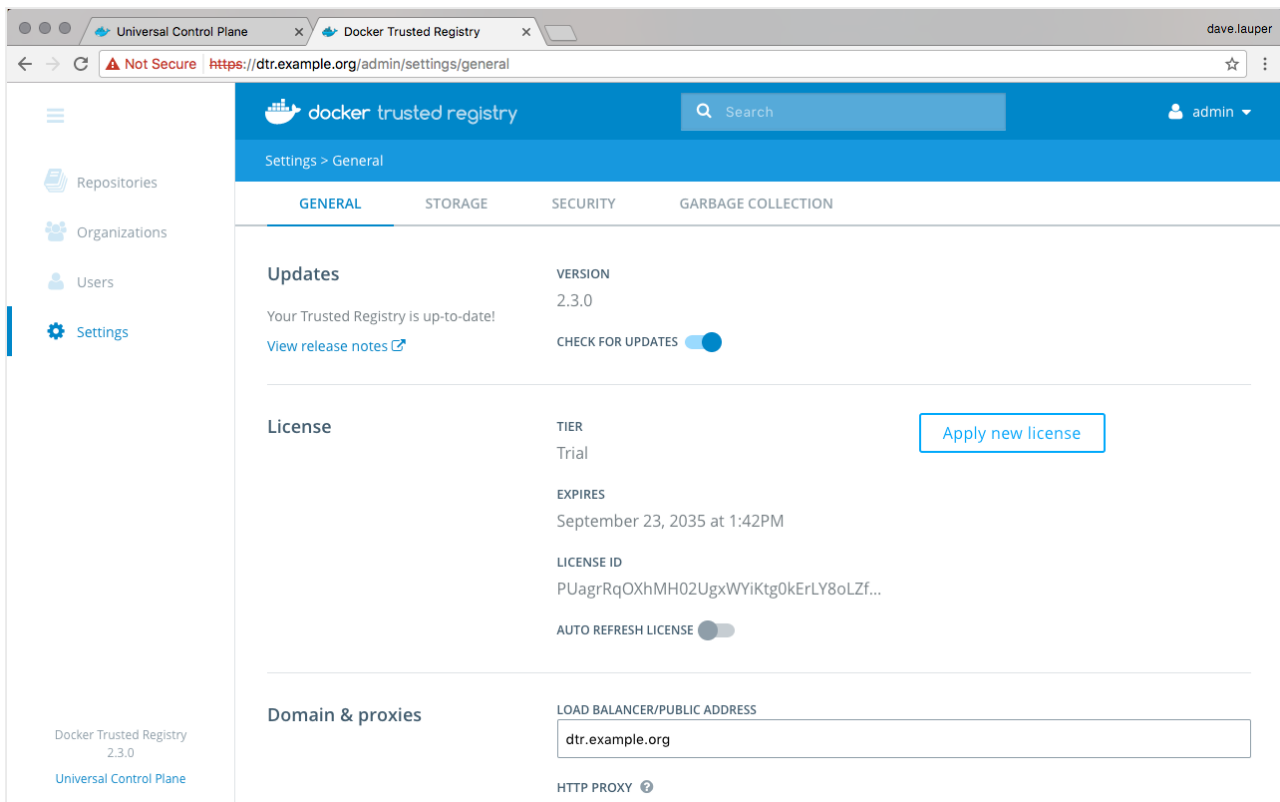 Universal Control Plane
Docker Trusted Registry
dave.lauper
Not Secure https://dtr.example.org/admin/settings/general
docker trusted registry
Search
admin
Settings > General
Repositories
Organizations
Users
Settings
GENERAL STORAGE SECURITY GARBAGE COLLECTION
Updates
Your Trusted Registry is up-to-date!
View release notes
VERSION
2.3.0
CHECK FOR UPDATES
License
TIER
Trial
Apply new license
EXPIRES
September 23, 2035 at 1:42PM
LICENSE ID
PUagrRqOXhMH02UgxWYiKtg0kErLY8oLZf...
AUTO REFRESH LICENSE
Domain & proxies
LOAD BALANCER/PUBLIC ADDRESS
dtr.example.org
HTTP PROXY
Docker Trusted Registry
2.3.0
Universal Control Plane